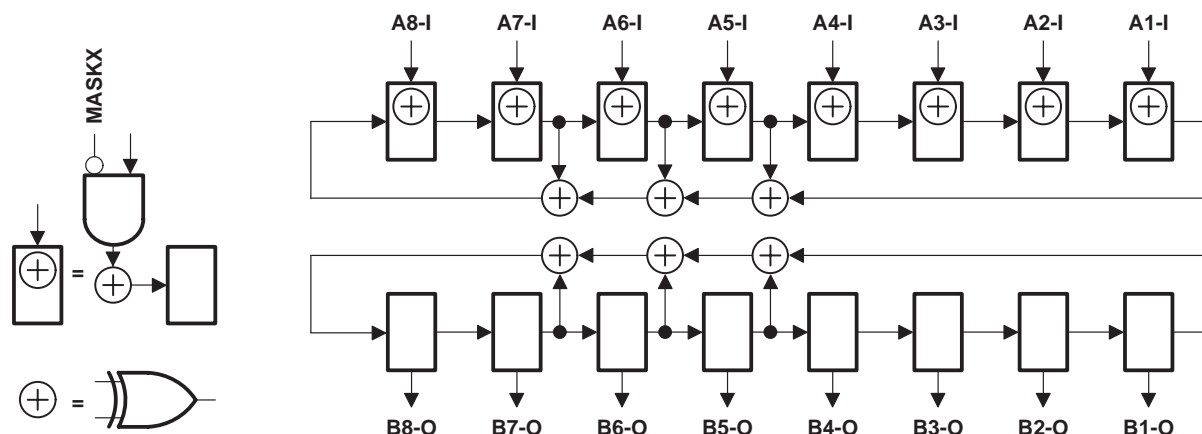 A8-I A7-I A6-I A5-I A4-I A3-I A2-I A1-I
MASKX
=
=
B8-O B7-O B6-O B5-O B4-O B3-O B2-O B1-O